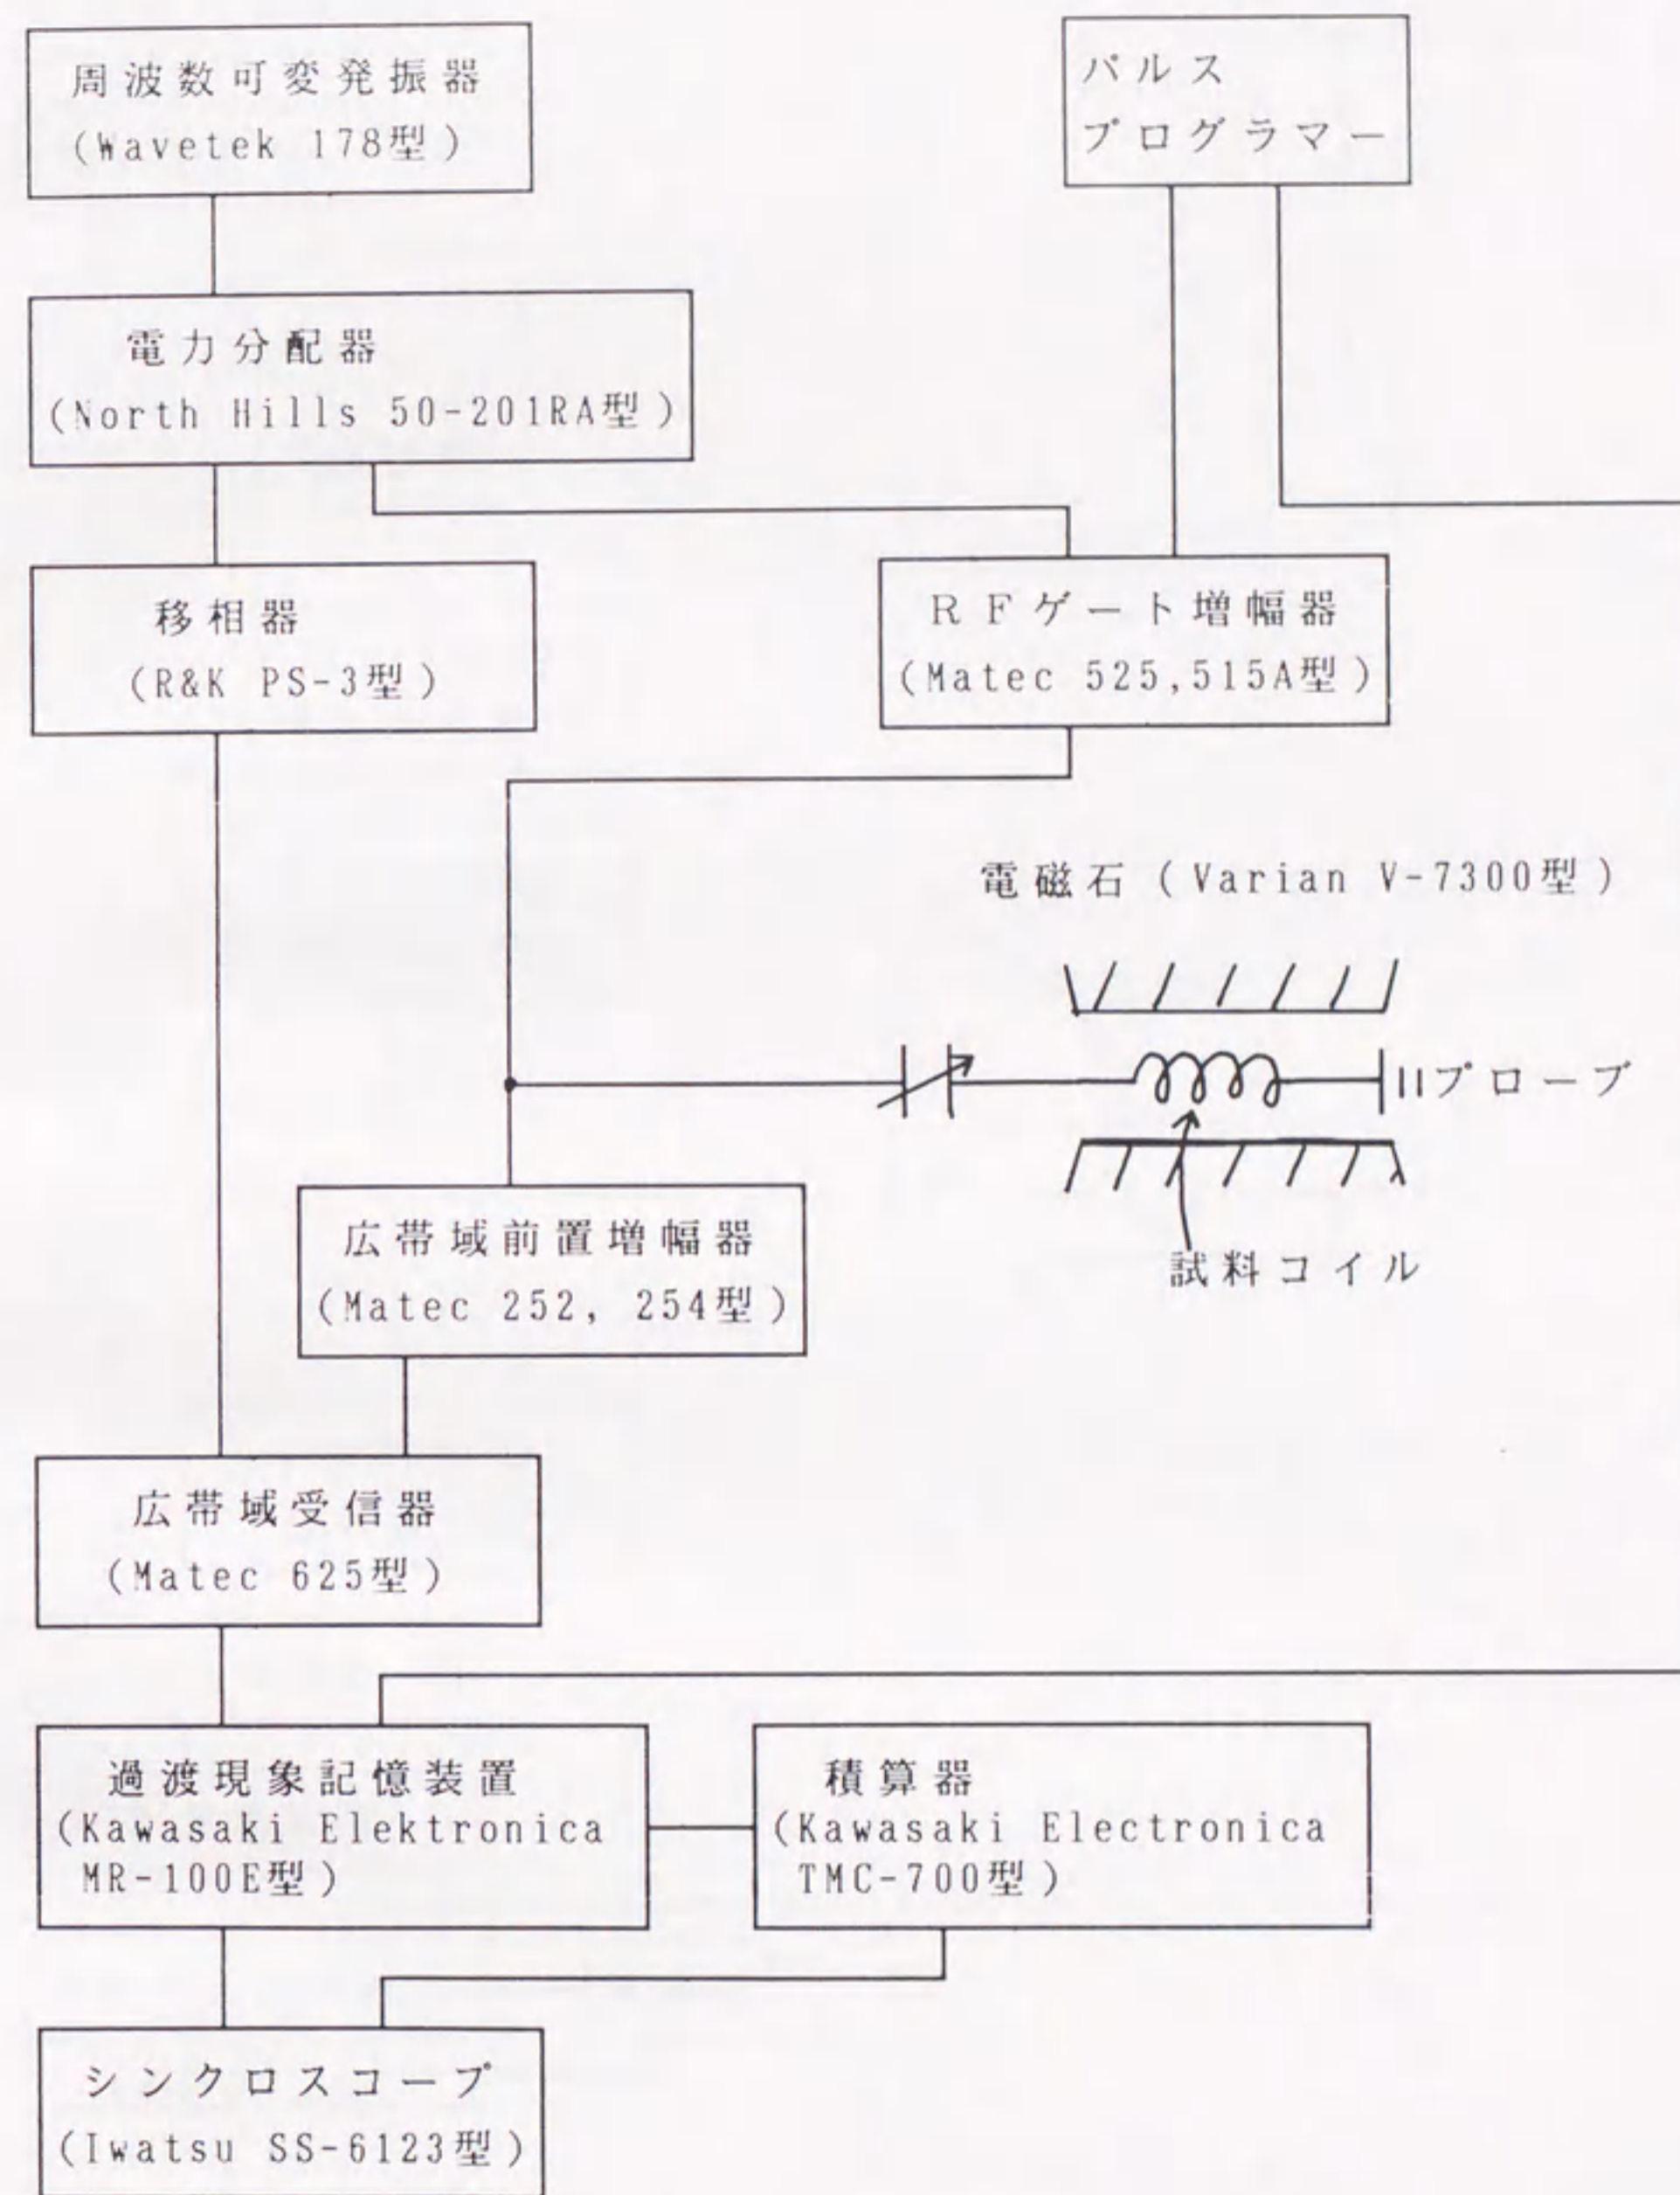 周波数可変発振器
(Wavetek 178型)
パルス
プログラマー
電力分配器
(North Hills 50-201RA型)
移相器
(R&K PS-3型)
RFゲート増幅器
(Matec 525,515A型)
電磁石(Varian V-7300型)
プローブ
試料コイル
広帯域前置増幅器
(Matec 252, 254型)
広帯域受信器
(Matec 625型)
過渡現象記憶装置
(Kawasaki Elektronica
MR-100E型)
積算器
(Kawasaki Electronica
TMC-700型)
シンクロスコープ
(Iwatsu SS-6123型)